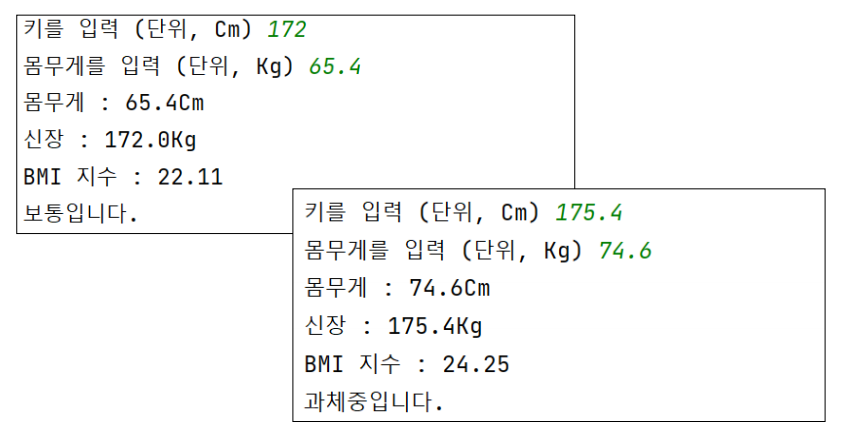 키를 입력 (단위, Cm) 172
몸무게를 입력 (단위, Kg) 65.4
몸무게 : 65.4Cm
신장 : 172.0Kg
BMI 지수 : 22.11
보통입니다.
키를 입력 (단위, Cm) 175.4
몸무게를 입력 (단위, Kg) 74.6
몸무게 : 74.6Cm
신장 : 175.4Kg
BMI 지수 : 24.25
과체중입니다.